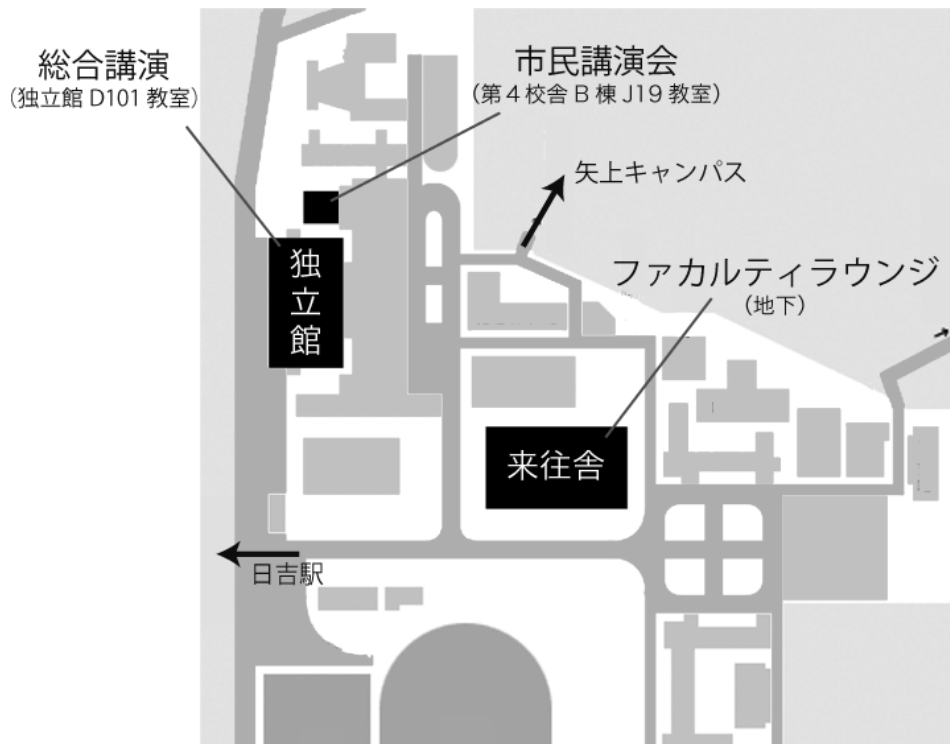 総合講演
(独立館 D101 教室)
市民講演会
(第4校舎 B 棟 J19 教室)
矢上キャンパス
ファカルティラウンジ
(地下)
独立館
来往舎
日吉駅